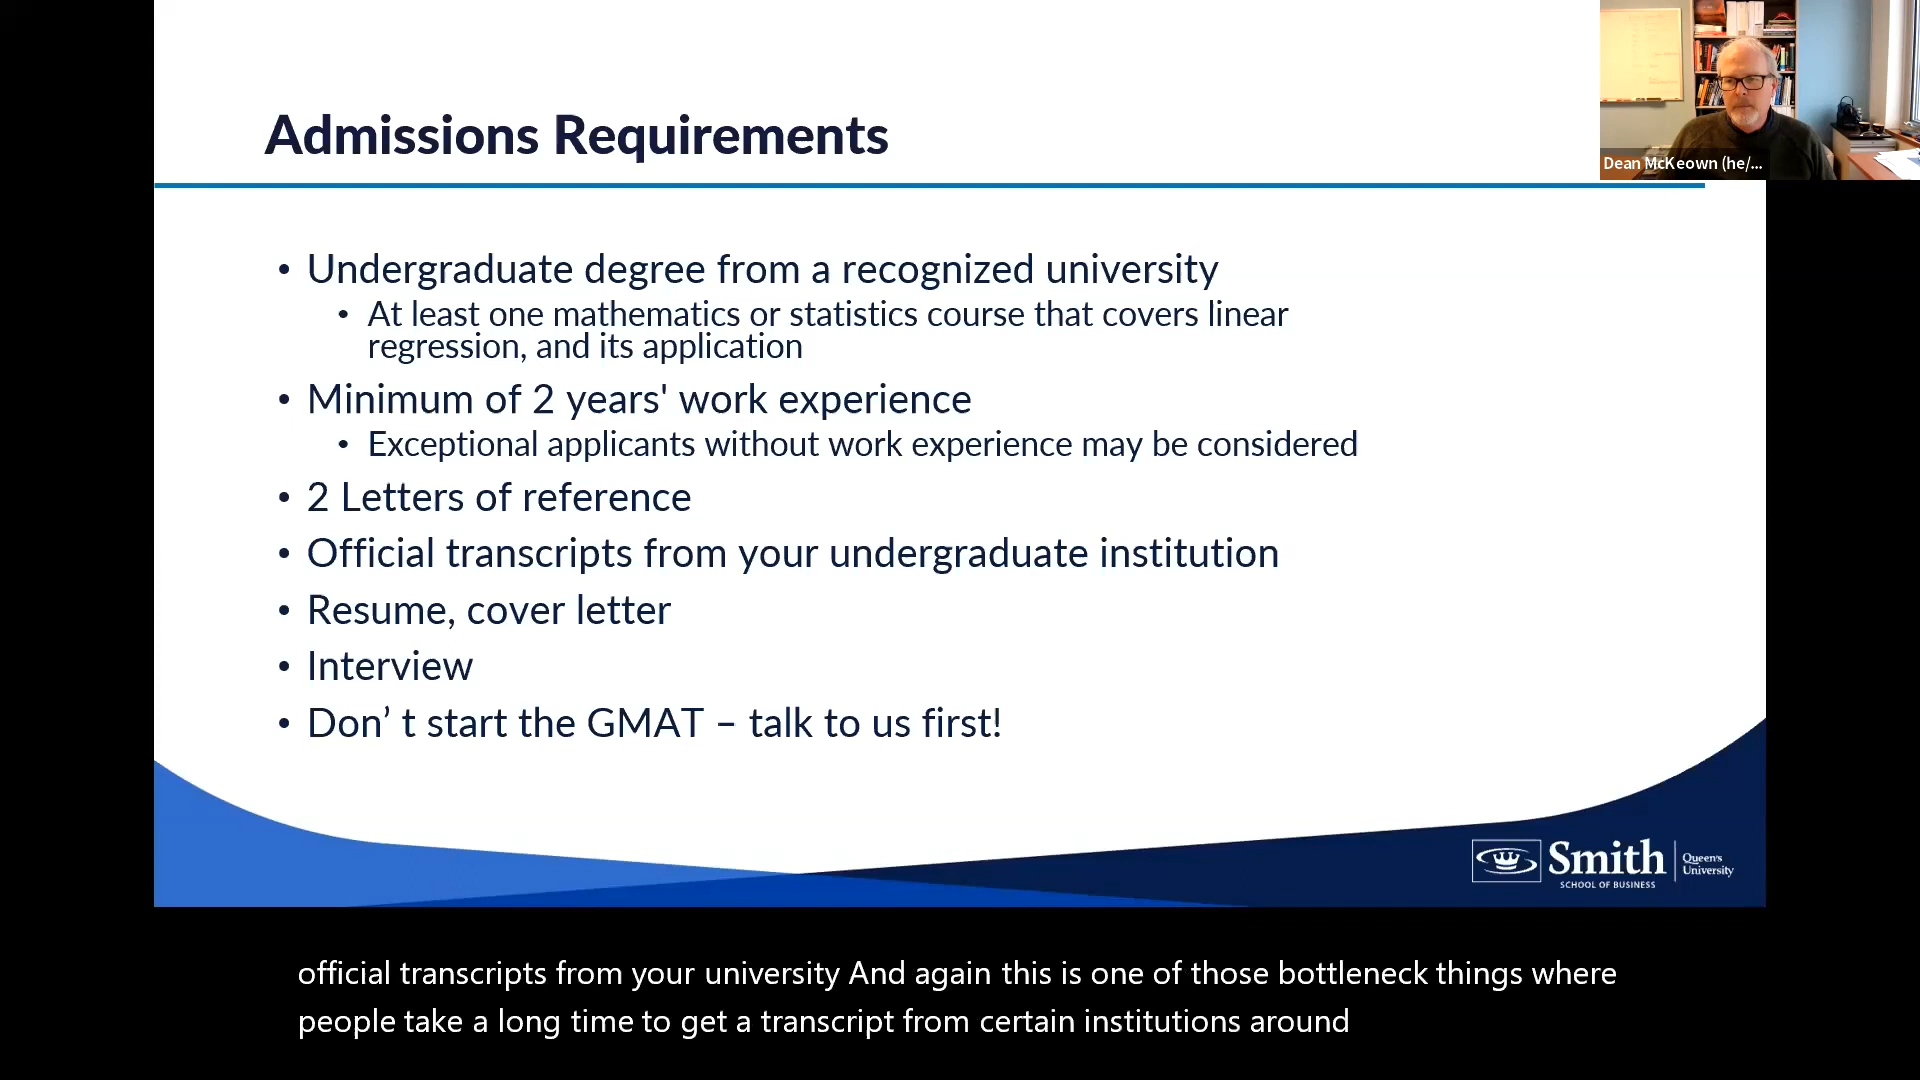 Admissions Requirements
Dean McKeown (he/...
• Undergraduate degree from a recognized university
• At least one mathematics or statistics course that covers linear
regression, and its application
• Minimum of 2 years' work experience
• Exceptional applicants without work experience may be considered
• 2 Letters of reference
• Official transcripts from your undergraduate institution
• Resume, cover letter
• Interview
• Don’ t start the GMAT – talk to us first!
Smith
SCHOOL OF BUSINESS
Queen's
University
official transcripts from your university And again this is one of those bottleneck things where
people take a long time to get a transcript from certain institutions around